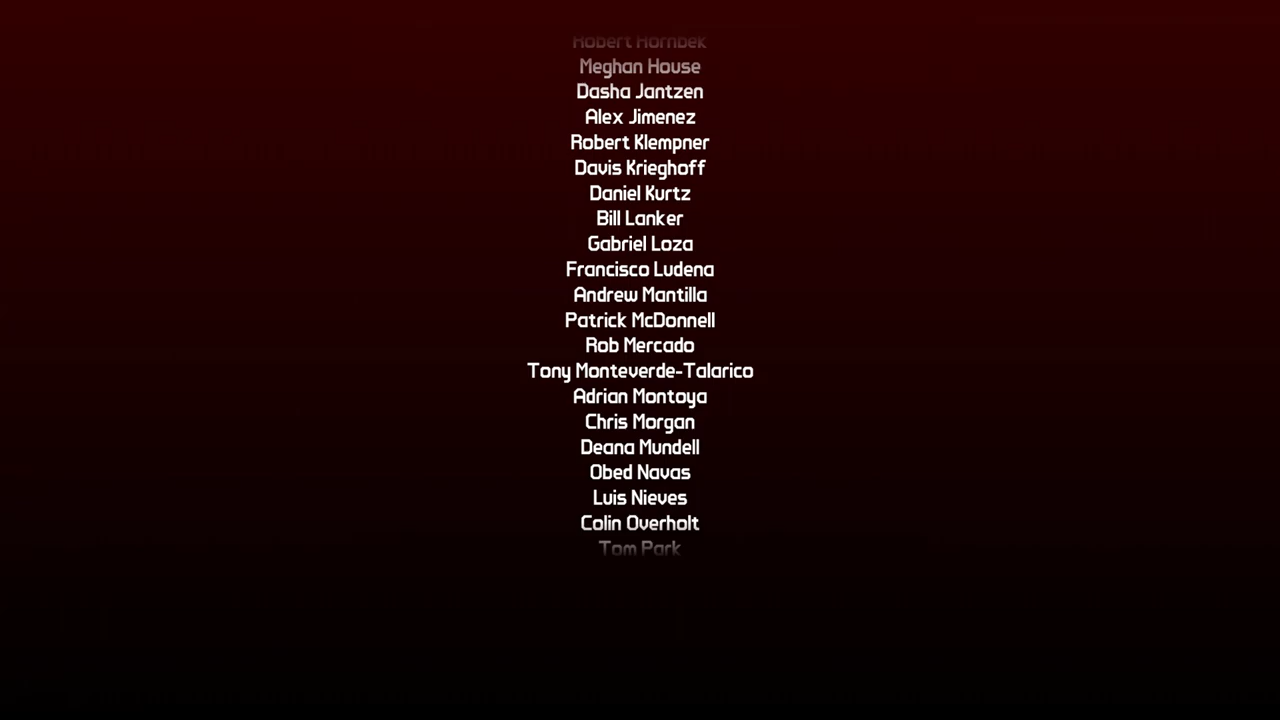 Robert Hornbek
Meghan House
Dasha Jantzen
Alex Jimenez
Robert Klempner
Davis Krieghoff
Daniel Kurtz
Bill Lanker
Gabriel Loza
Francisco Ludena
Andrew Mantilla
Patrick McDonnell
Rob Mercado
Tony Monteverde-Talarico
Adrian Montoya
Chris Morgan
Deana Mundell
Obed Navas
Luis Nieves
Colin Overholt
Tom Park